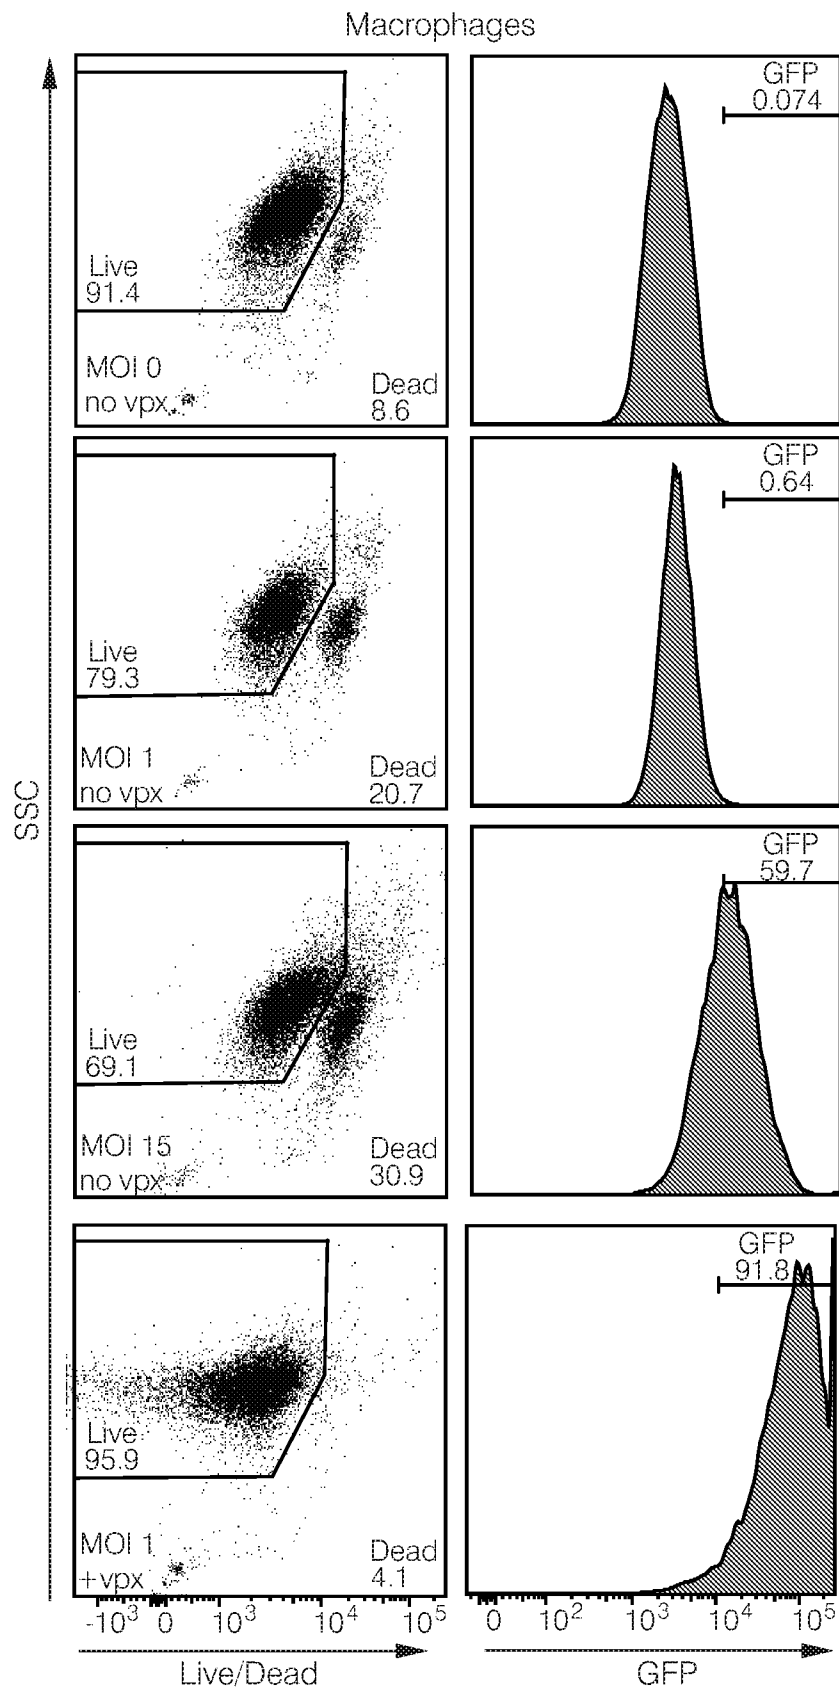 Macrophages
Live
91.4
MOI 0
no vpx
Dead
8.6
GFP
0.074
Live
79.3
MOI 1
no vpx
Dead
20.7
GFP
0.64
Live
69.1
MOI 15
no vpx
Dead
30.9
GFP
59.7
Live
95.9
MOI 1
+vpx
Dead
4.1
GFP
91.8
SSC
-10³ 0 10³ 10⁴ 10⁵
Live/Dead
0 10² 10³ 10⁴ 10⁵
GFP